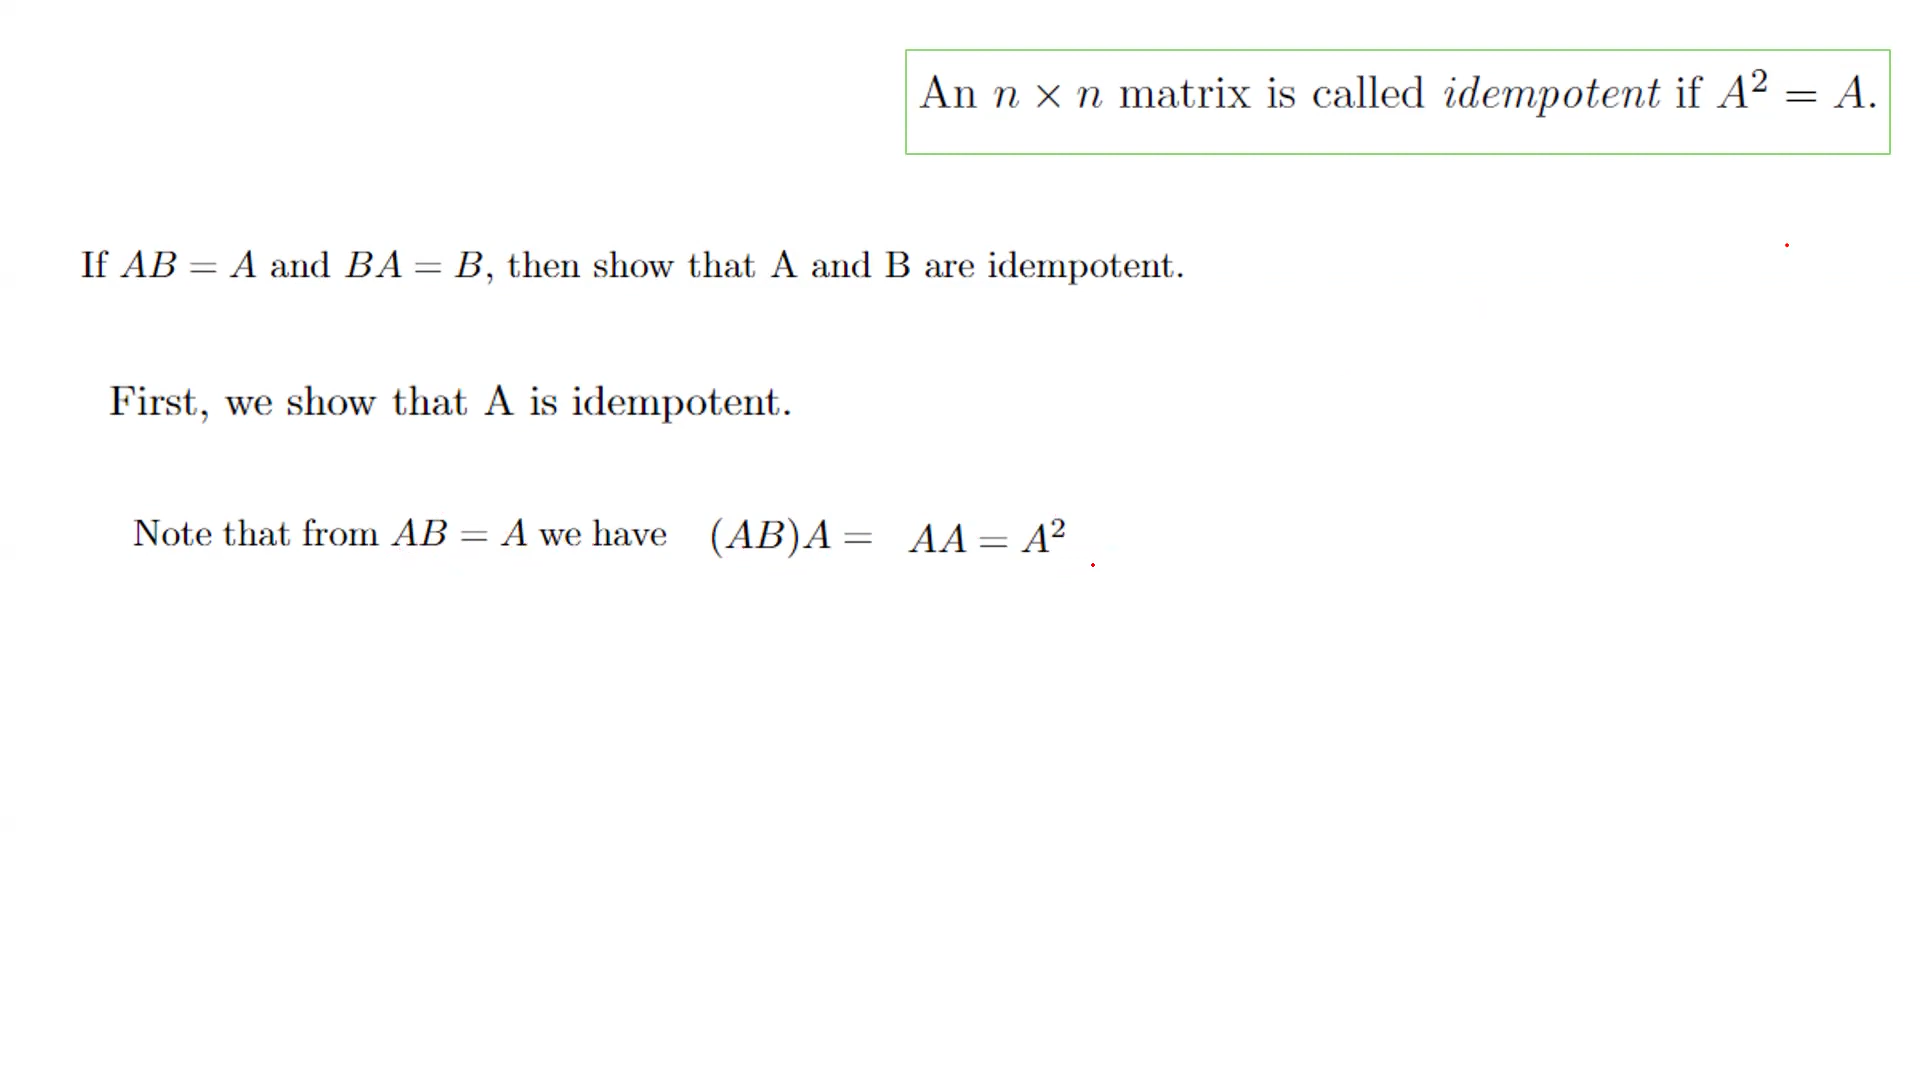 An n × n matrix is called idempotent if A² = A.
If AB = A and BA = B, then show that A and B are idempotent.
First, we show that A is idempotent.
Note that from AB = A we have (AB)A = AA = A²